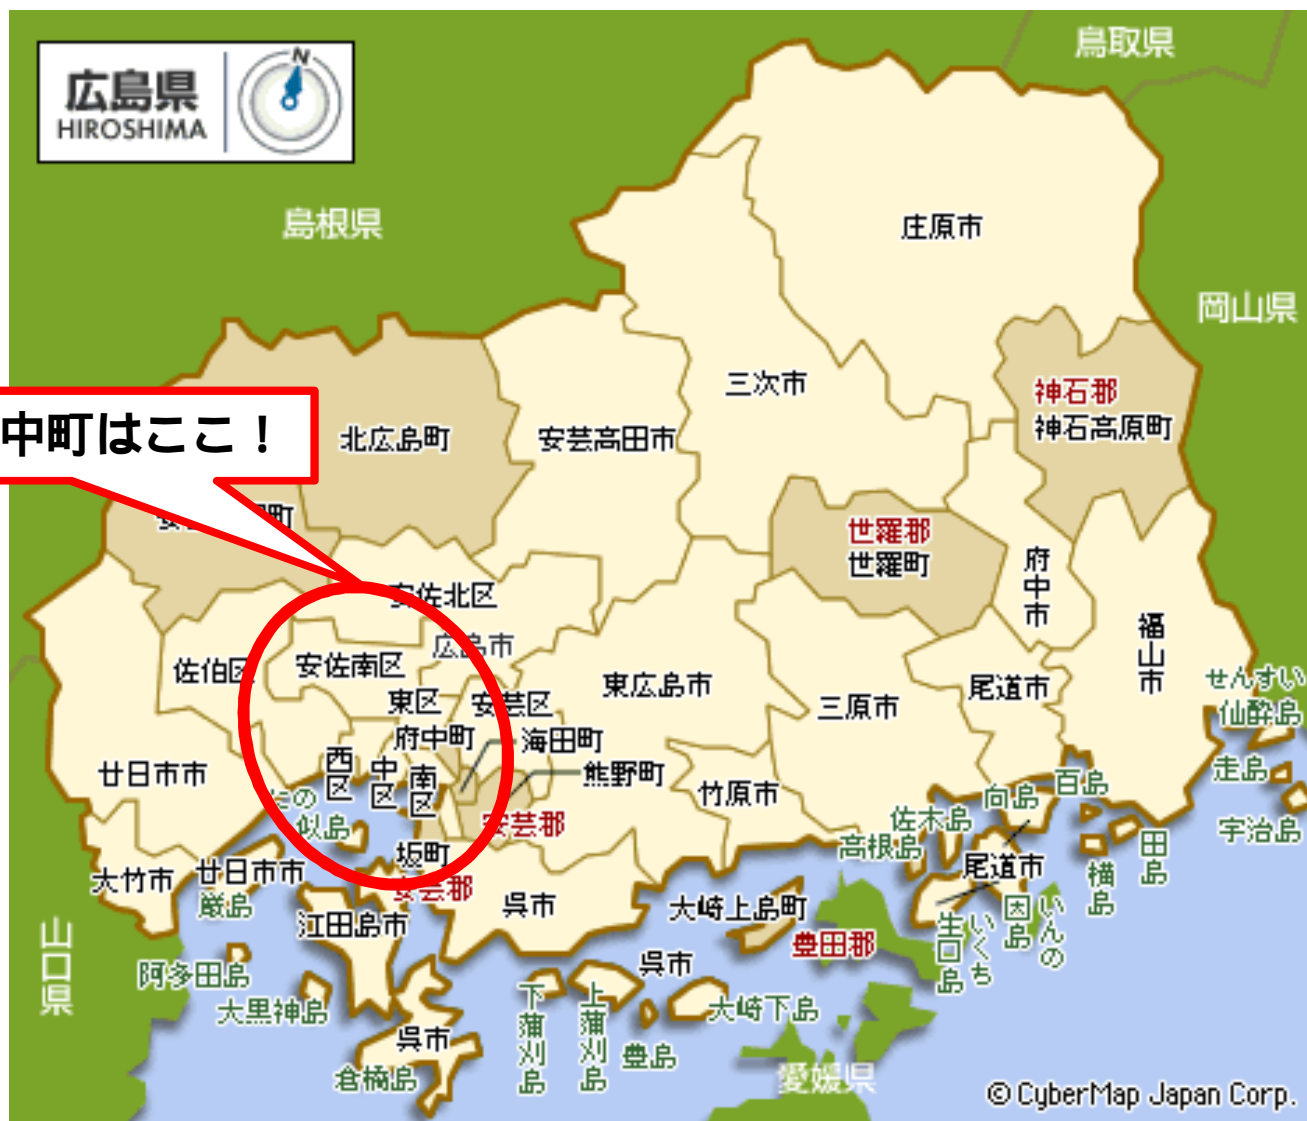 広島県
HIROSHIMA
N
鳥取県
島根県
庄原市
岡山県
三次市
神石郡
神石高原町
中町はここ！
北広島町
安芸高田市
世羅郡
世羅町
府中市
福山市
安佐北区
広島市
佐伯区
安佐南区
東区
安芸区
東広島市
三原市
尾道市
せんすい
仙酔島
府中町
海田町
熊野町
廿日市市
西区
中区
南区
竹原市
向島
百島
走島
宇治島
似島
安芸郡
佐木島
高根島
坂町
尾道市
田島
横島
大竹市
廿日市市
厳島
安芸郡
江田島市
呉市
大崎上島町
豊田郡
生口島
いくち
因島
いんの
山口県
阿多田島
大黒神島
呉市
下蒲刈島
上蒲刈島
大崎下島
豊島
呉市
倉橋島
愛媛県
© CyberMap Japan Corp.